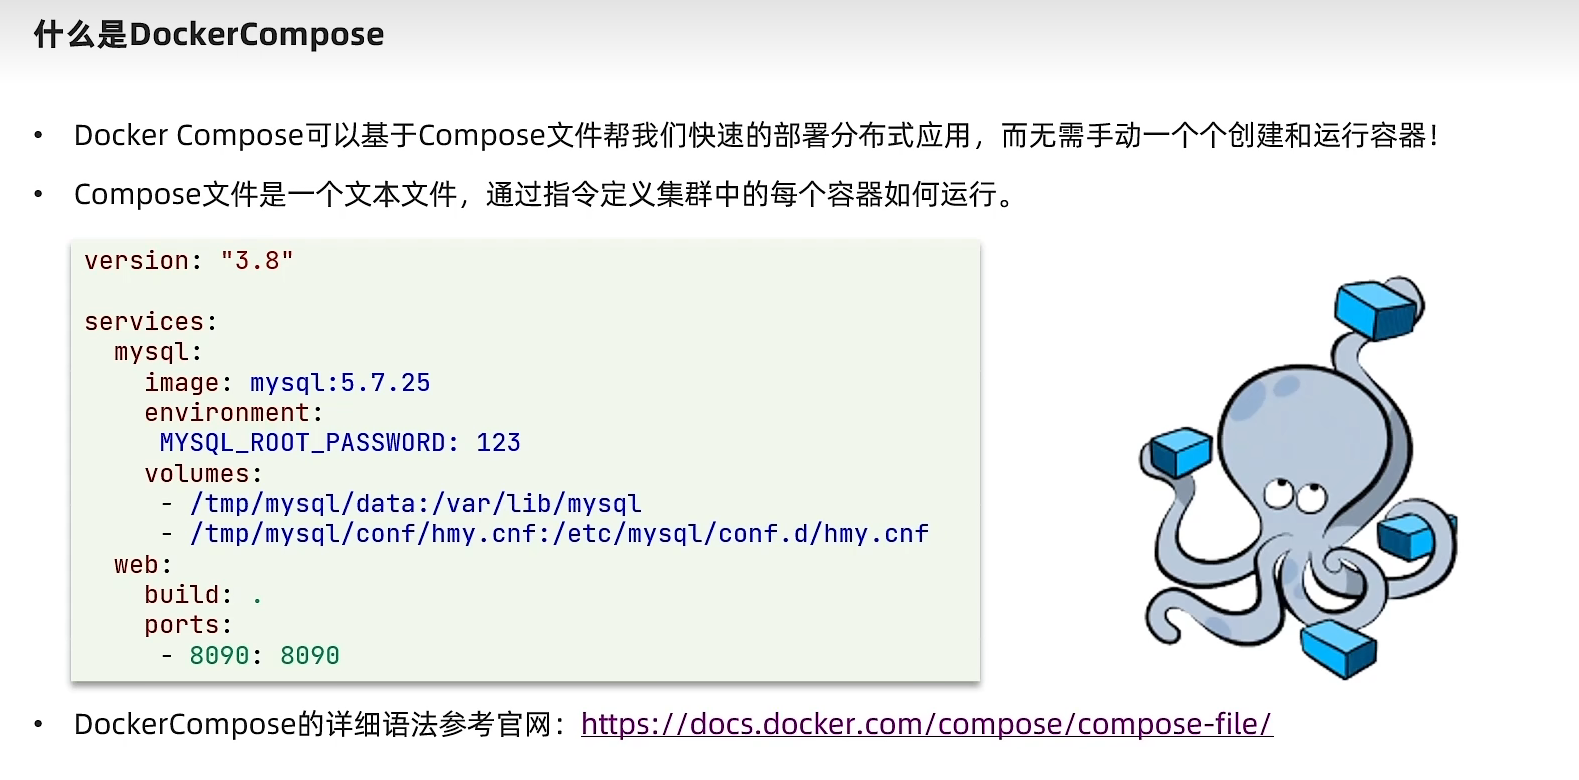 什么是DockerCompose
• Docker Compose可以基于Compose文件帮我们快速的部署分布式应用，而无需手动一个个创建和运行容器！
• Compose文件是一个文本文件，通过指令定义集群中的每个容器如何运行。
version: "3.8"

services:
  mysql:
    image: mysql:5.7.25
    environment:
     MYSQL_ROOT_PASSWORD: 123
    volumes:
     - /tmp/mysql/data:/var/lib/mysql
     - /tmp/mysql/conf/hmy.cnf:/etc/mysql/conf.d/hmy.cnf
  web:
    build: .
    ports:
     - 8090: 8090
• DockerCompose的详细语法参考官网：https://docs.docker.com/compose/compose-file/